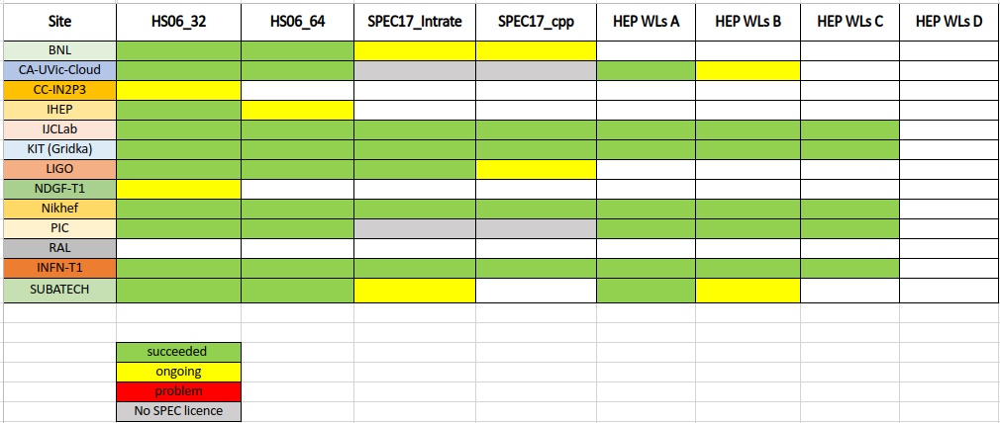 Site HS06_32 HS06_64 SPEC17_Intrate SPEC17_cpp HEP WLs A HEP WLs B HEP WLs C HEP WLs D
BNL
CA-UVic-Cloud
CC-IN2P3
IHEP
IJCLab
KIT (Gridka)
LIGO
NDGF-T1
Nikhef
PIC
RAL
INFN-T1
SUBATECH
succeeded
ongoing
problem
No SPEC licence